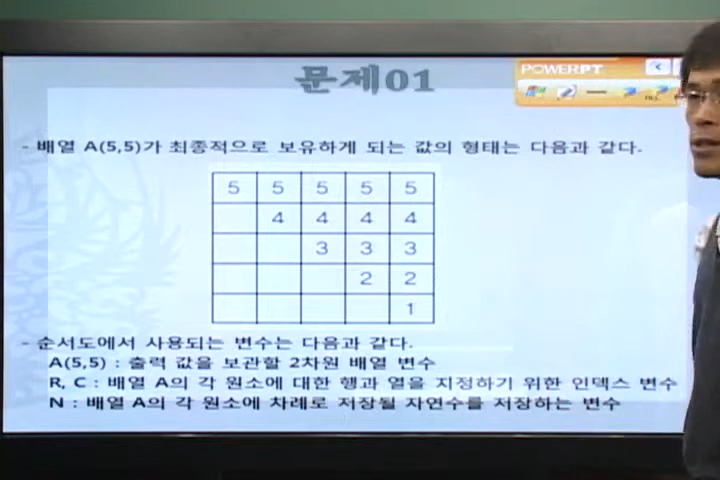 문제01
POWERPT
- 배열 A(5,5)가 최종적으로 보유하게 되는 값의 형태는 다음과 같다.
5 5 5 5 5
4 4 4 4
3 3 3
2 2
1
- 순서도에서 사용되는 변수는 다음과 같다.
A(5,5) : 출력 값을 보관할 2차원 배열 변수
R, C : 배열 A의 각 원소에 대한 행과 열을 지정하기 위한 인덱스 변수
N : 배열 A의 각 원소에 차례로 저장될 자연수를 저장하는 변수